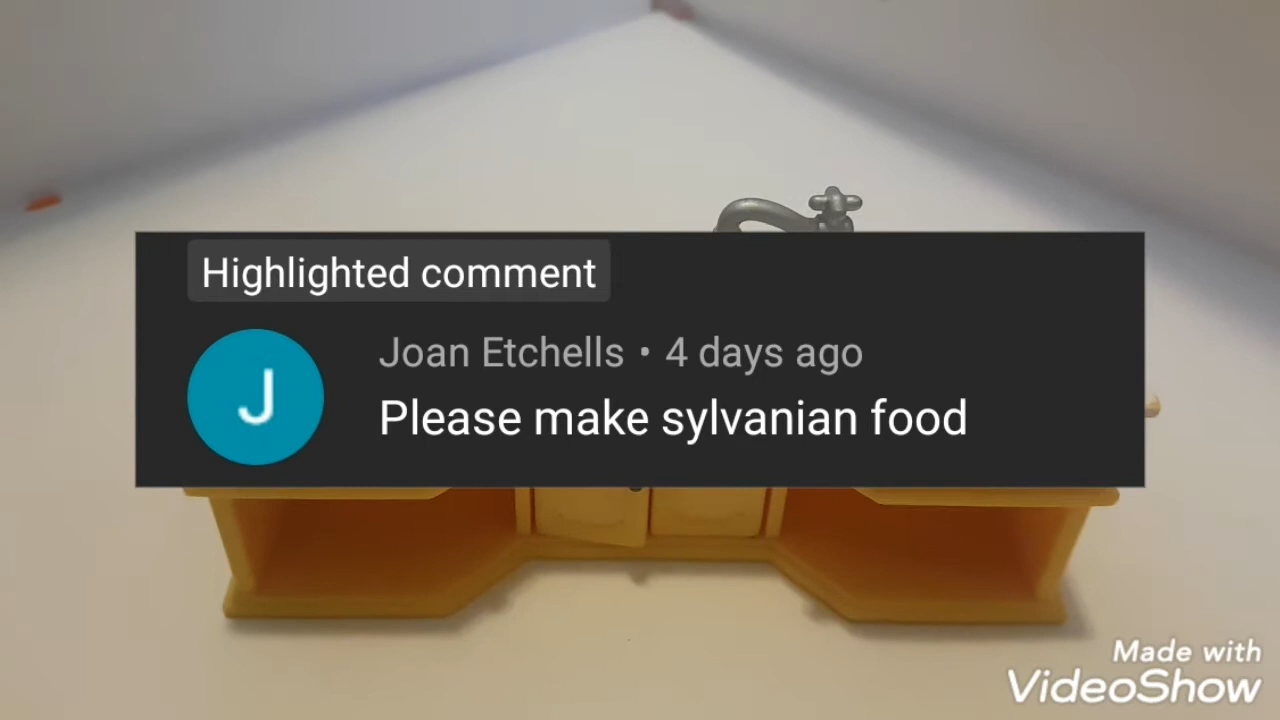 Highlighted comment
J
Joan Etchells • 4 days ago
Please make sylvanian food
Made with
VideoShow